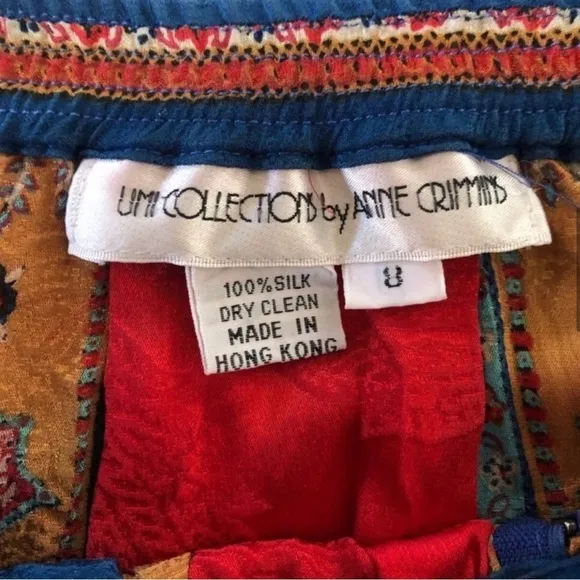 UMI COLLECTIONS by ANNE CRIMMINS
100% SILK
DRY CLEAN
MADE IN
HONG KONG
8